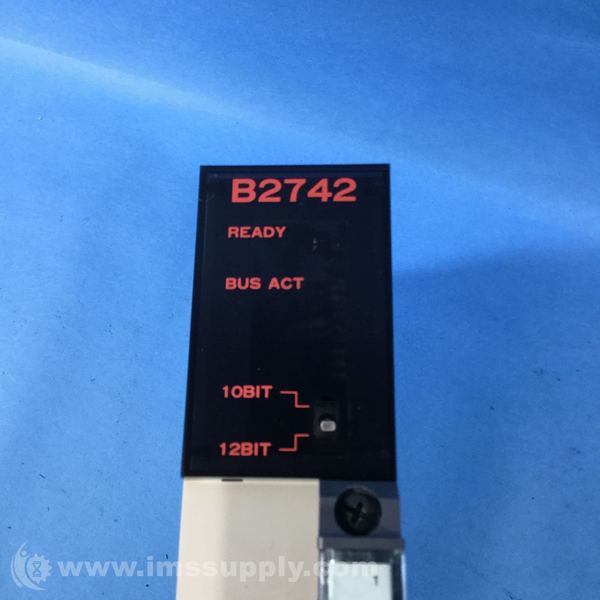 B2742
READY
BUS ACT
10BIT
12BIT
1
www.imssupply.com